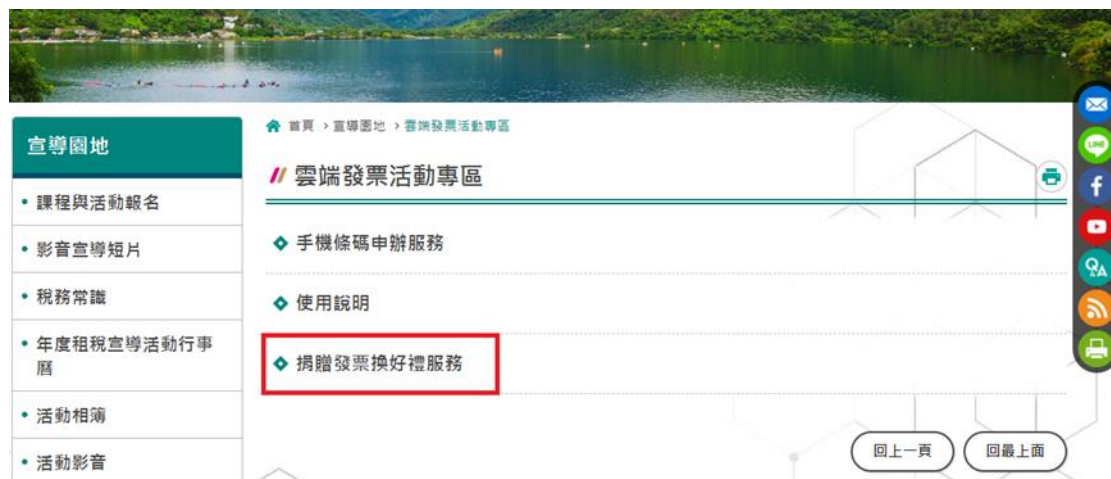 首頁 › 宣導園地 › 雲端發票活動專區
宣導園地
雲端發票活動專區
課程與活動報名
影音宣導短片
稅務常識
年度租稅宣導活動行事
曆
活動相簿
活動影音
手機條碼申辦服務
使用說明
捐贈發票換好禮服務
回上一頁
回最上面
LINE
f
Q&A